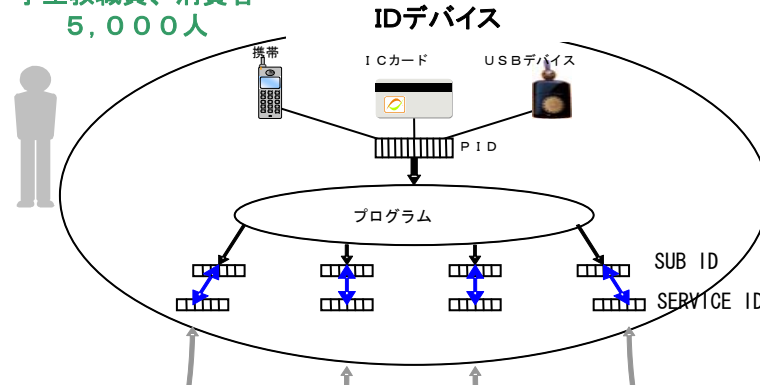 ５,０００人
IDデバイス
携帯
ＩＣカード
ＵＳＢデバイス
ＰＩＤ
プログラム
SUB ID
SERVICE ID